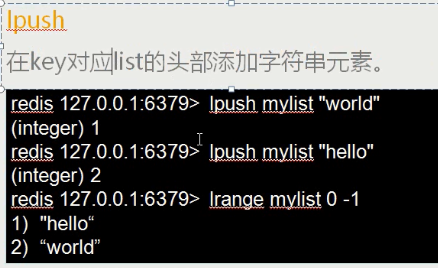 lpush
在key对应list的头部添加字符串元素。
redis 127.0.0.1:6379> lpush mylist "world"
(integer) 1
redis 127.0.0.1:6379> lpush mylist "hello"
(integer) 2
redis 127.0.0.1:6379> lrange mylist 0 -1
1) "hello“
2) “world”